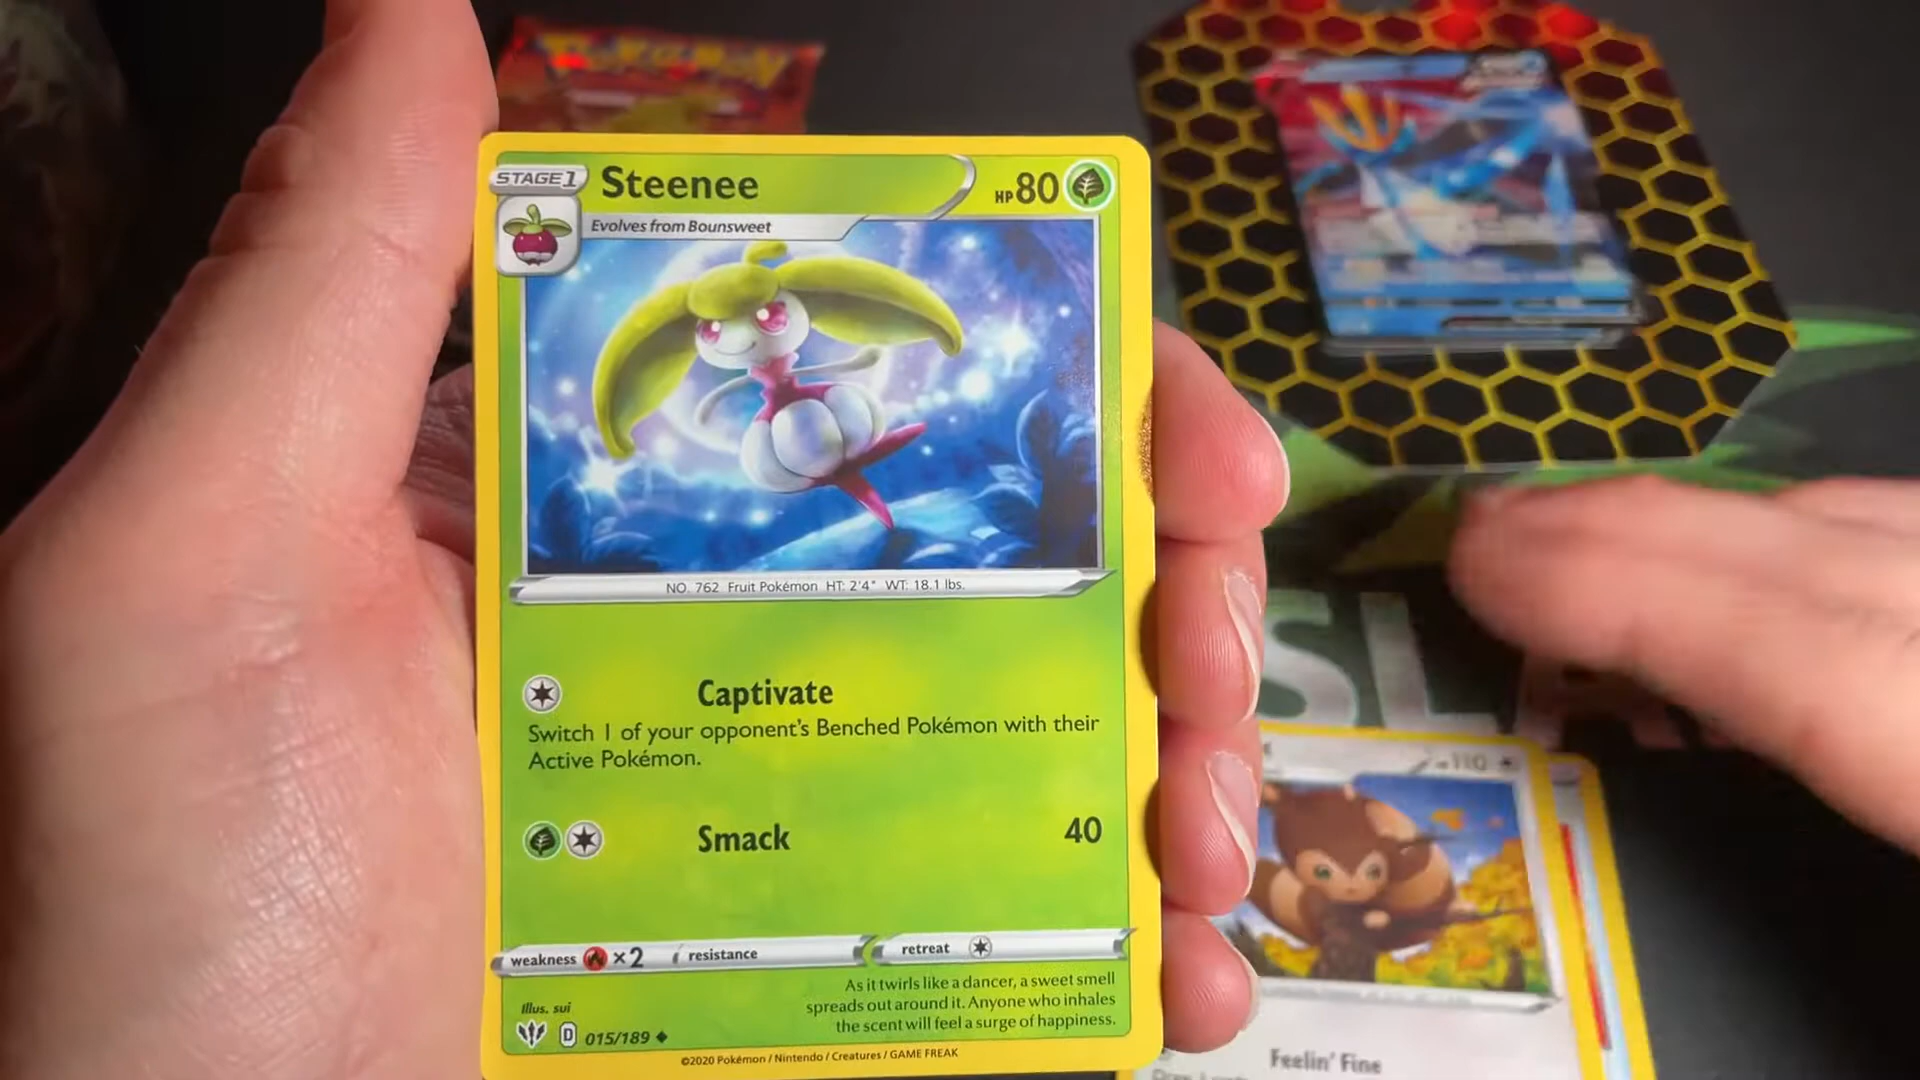 POKéMON
STAGE 1
Steenee
HP 80
Evolves from Bounsweet
NO. 762 Fruit Pokémon HT: 2'4" WT: 18.1 lbs.
Captivate
Switch 1 of your opponent's Benched Pokémon with their
Active Pokémon.
Smack 40
weakness ×2 resistance retreat
As it twirls like a dancer, a sweet smell
spreads out around it. Anyone who inhales
the scent will feel a surge of happiness.
Illus. sui
D 015/189
©2020 Pokémon / Nintendo / Creatures / GAME FREAK
SL
110
Feelin' Fine